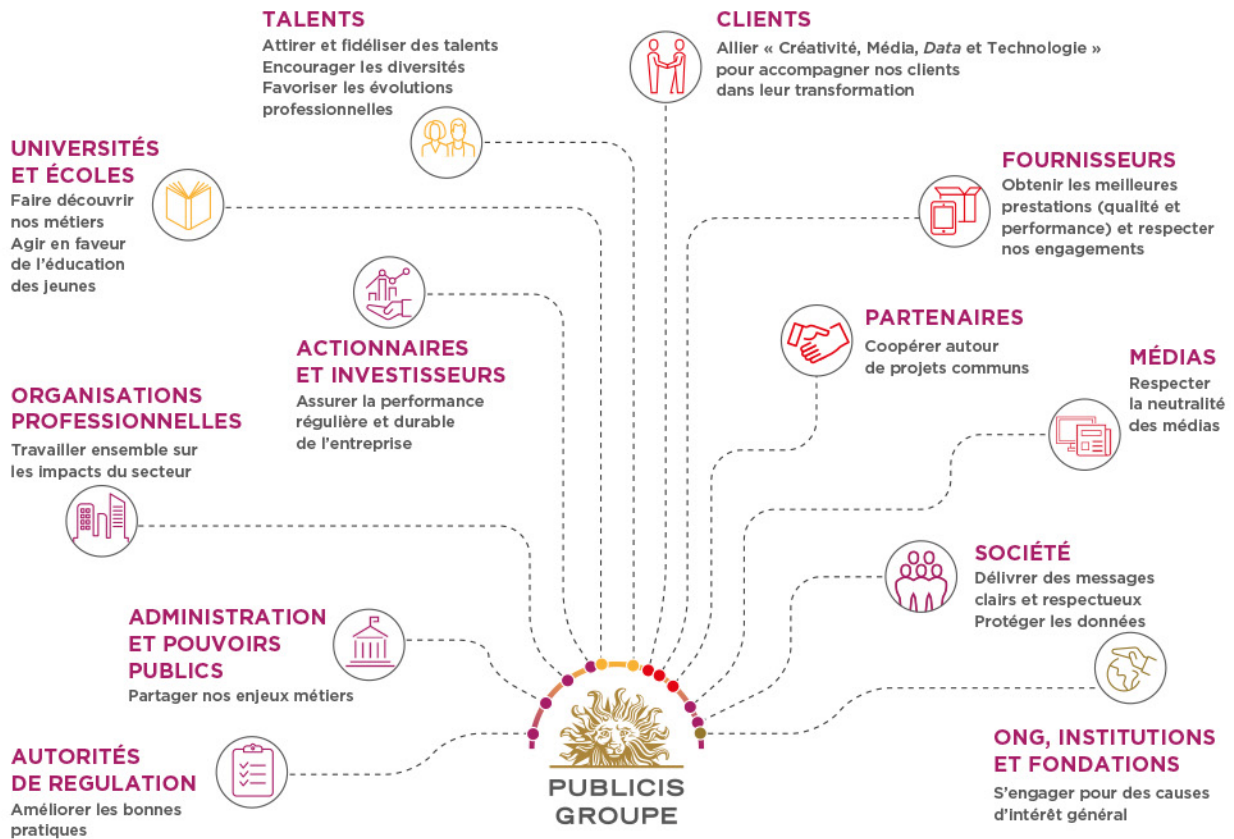 TALENTS
Attirer et fidéliser des talents
Encourager les diversités
Favoriser les évolutions
professionnelles
CLIENTS
Allier « Créativité, Média, Data et Technologie »
pour accompagner nos clients
dans leur transformation
UNIVERSITÉS
ET ÉCOLES
Faire découvrir
nos métiers
Agir en faveur
de l'éducation
des jeunes
FOURNISSEURS
Obtenir les meilleures
prestations (qualité et
performance) et respecter
nos engagements
ACTIONNAIRES
ET INVESTISSEURS
Assurer la performance
régulière et durable
de l'entreprise
PARTENAIRES
Coopérer autour
de projets communs
MÉDIAS
Respecter
la neutralité
des médias
ORGANISATIONS
PROFESSIONNELLES
Travailler ensemble sur
les impacts du secteur
SOCIÉTÉ
Délivrer des messages
clairs et respectueux
Protéger les données
ADMINISTRATION
ET POUVOIRS
PUBLICS
Partager nos enjeux métiers
ONG, INSTITUTIONS
ET FONDATIONS
S'engager pour des causes
d'intérêt général
AUTORITÉS
DE REGULATION
Améliorer les bonnes
pratiques
PUBLICIS
GROUPE